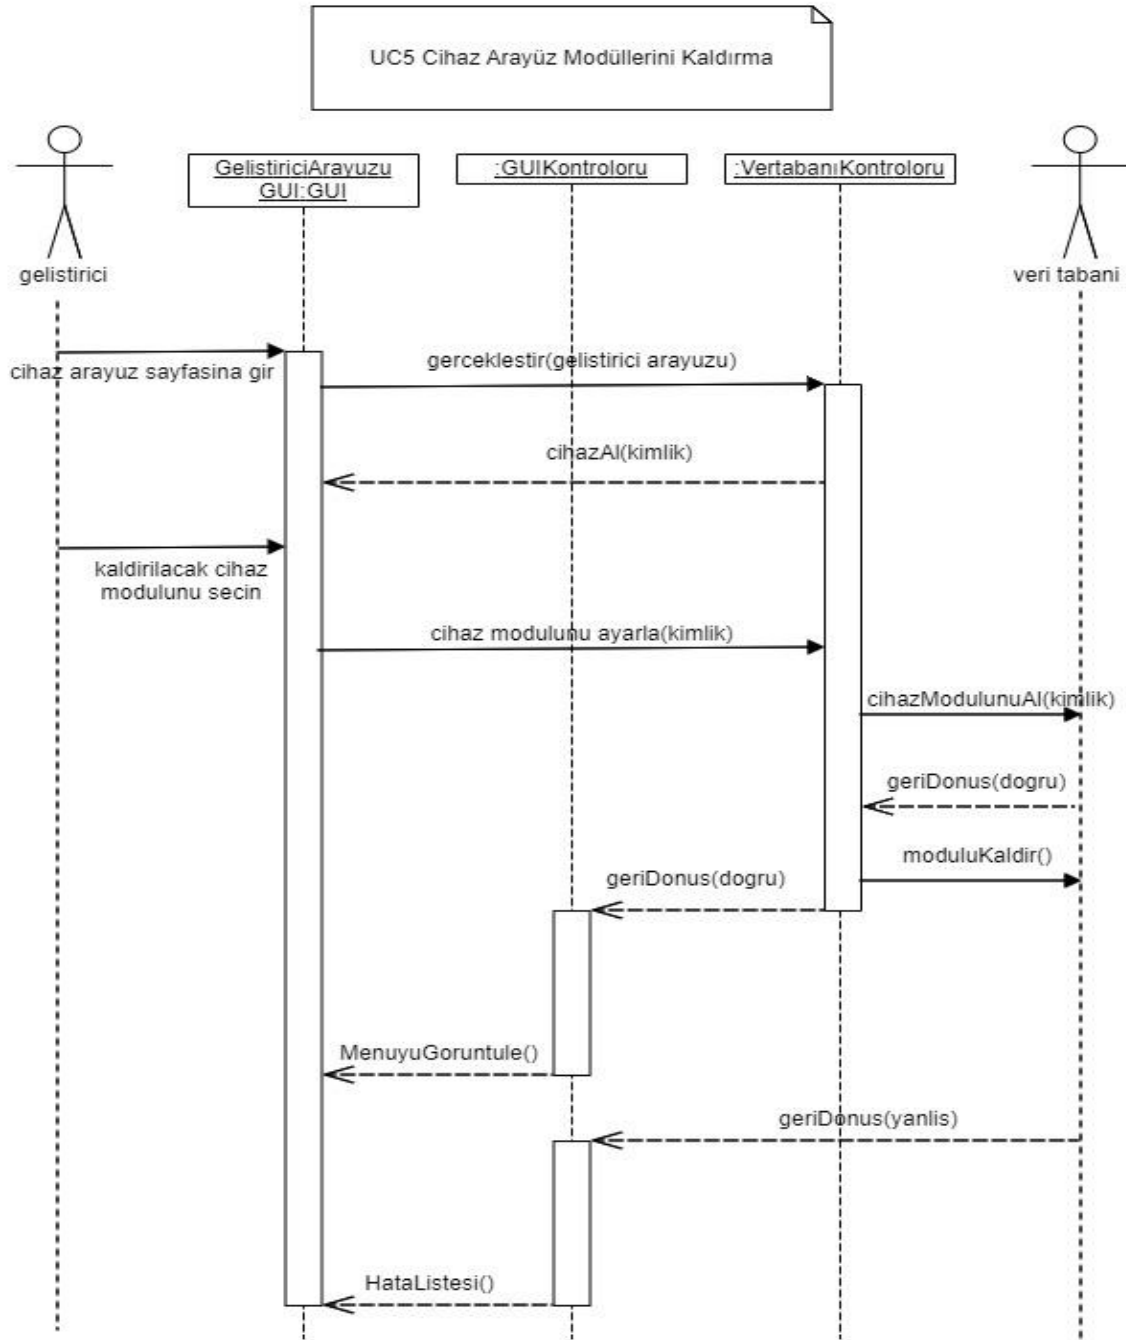 UC5 Cihaz Arayüz Modüllerini Kaldırma
GelistiriciArayuzu
GUI:GUI
:GUIKontroloru
:VertabanıKontroloru
gelistirici
veri tabani
cihaz arayuz sayfasina gir
gerceklestir(gelistirici arayuzu)
cihazAl(kimlik)
kaldirilacak cihaz
modulunu secin
cihaz modulunu ayarla(kimlik)
cihazModulunuAl(kimlik)
geriDonus(dogru)
moduluKaldir()
geriDonus(dogru)
MenuyuGoruntule()
geriDonus(yanlis)
HataListesi()